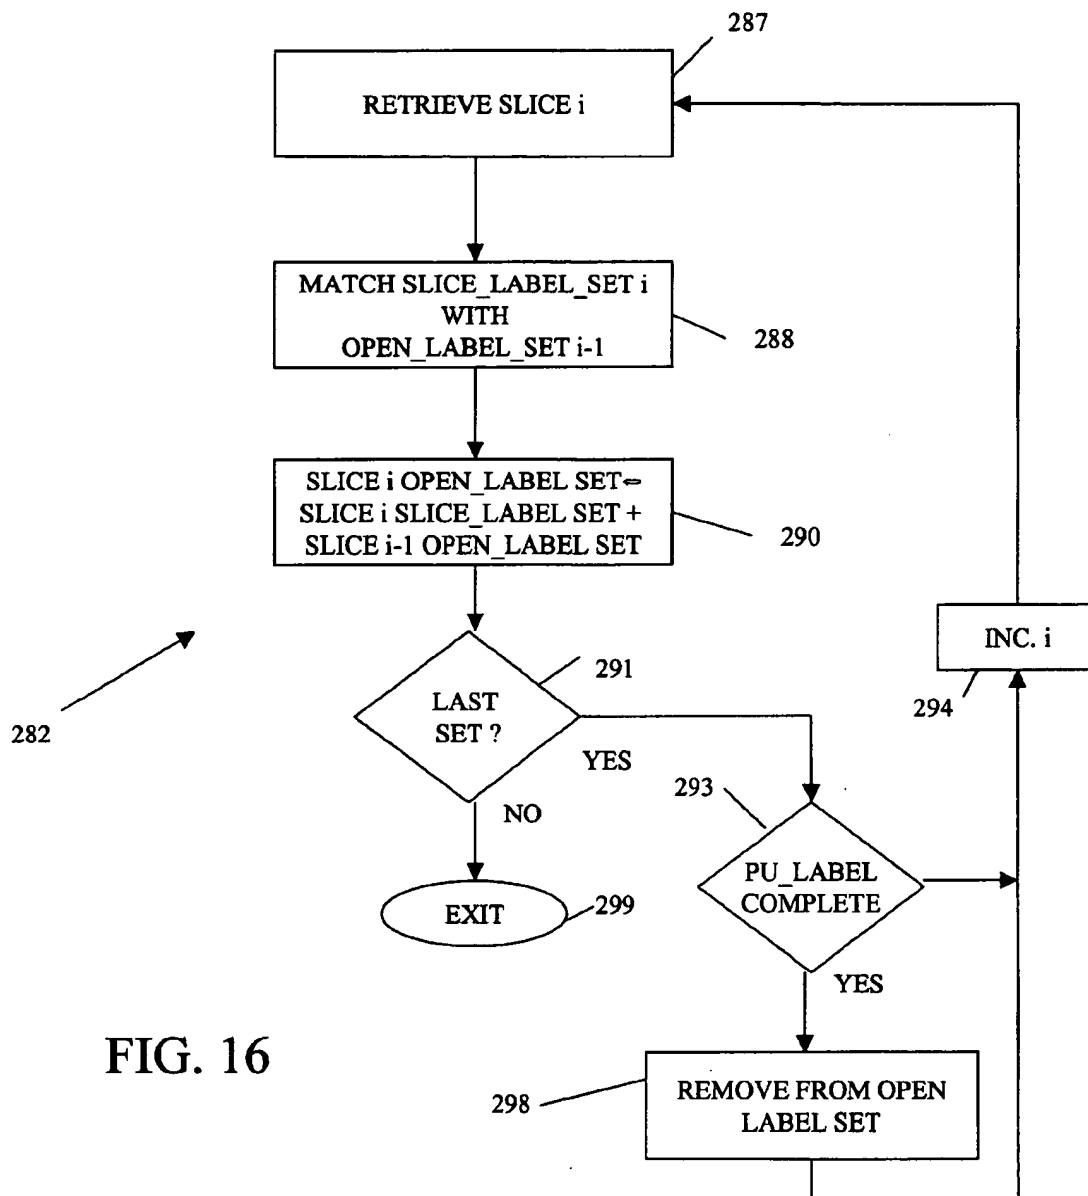 287
RETRIEVE SLICE i
MATCH SLICE_LABEL_SET i
WITH
OPEN_LABEL_SET i-1
288
SLICE i OPEN_LABEL SET=
SLICE i SLICE_LABEL SET +
SLICE i-1 OPEN_LABEL SET
290
INC. i
294
282
291
LAST
SET ?
YES
NO
293
PU_LABEL
COMPLETE
EXIT
299
YES
FIG. 16
298
REMOVE FROM OPEN
LABEL SET